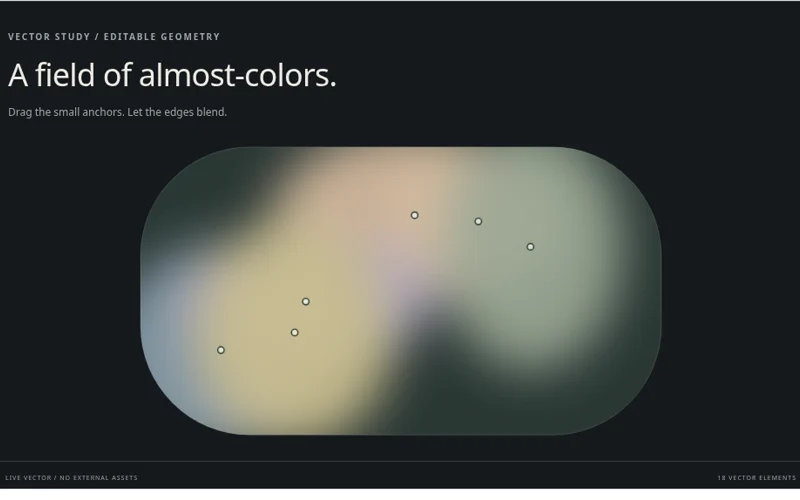 VECTOR STUDY / EDITABLE GEOMETRY
A field of almost-colors.
Drag the small anchors. Let the edges blend.
LIVE VECTOR / NO EXTERNAL ASSETS
18 VECTOR ELEMENTS